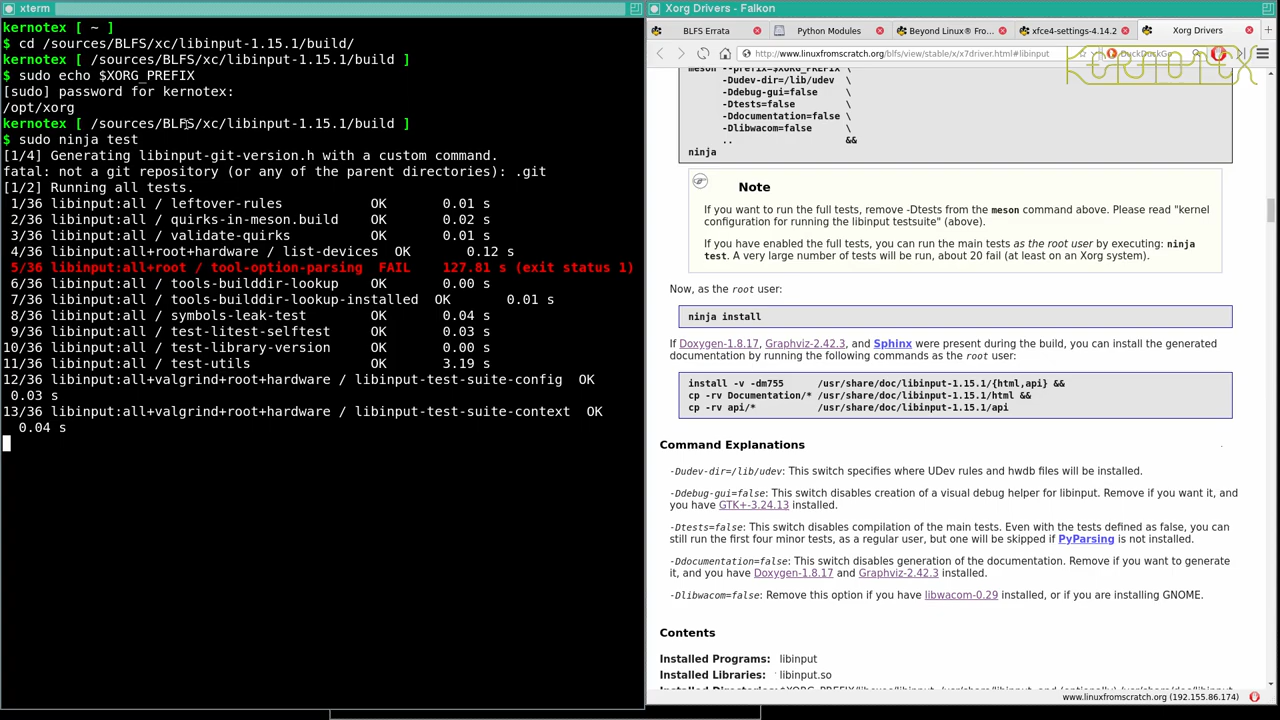 xterm
kernotex [ ~ ]
$ cd /sources/BLFS/xc/libinput-1.15.1/build/
kernotex [ /sources/BLFS/xc/libinput-1.15.1/build ]
$ sudo echo $XORG_PREFIX
[sudo] password for kernotex:
/opt/xorg
kernotex [ /sources/BLFS/xc/libinput-1.15.1/build ]
$ sudo ninja test
[1/4] Generating libinput-git-version.h with a custom command.
fatal: not a git repository (or any of the parent directories): .git
[1/2] Running all tests.
1/36 libinput:all / leftover-rules OK 0.01 s
2/36 libinput:all / quirks-in-meson.build OK 0.02 s
3/36 libinput:all / validate-quirks OK 0.01 s
4/36 libinput:all+root+hardware / list-devices OK 0.12 s
5/36 libinput:all+root / tool-option-parsing FAIL 127.81 s (exit status 1)
6/36 libinput:all / tools-builddir-lookup OK 0.00 s
7/36 libinput:all / tools-builddir-lookup-installed OK 0.01 s
8/36 libinput:all / symbols-leak-test OK 0.04 s
9/36 libinput:all / test-litest-selftest OK 0.03 s
10/36 libinput:all / test-library-version OK 0.00 s
11/36 libinput:all / test-utils OK 3.19 s
12/36 libinput:all+valgrind+root+hardware / libinput-test-suite-config OK
0.03 s
13/36 libinput:all+valgrind+root+hardware / libinput-test-suite-context OK
0.04 s
Xorg Drivers - Falkon
BLFS Errata
Python Modules
Beyond Linux® Fro…
xfce4-settings-4.14.2
Xorg Drivers
http://www.linuxfromscratch.org/blfs/view/stable/x/x7driver.html#libinput
DuckDuckGo
KERNOTEX
meson --prefix=$XORG_PREFIX \
-Dudev-dir=/lib/udev \
-Ddebug-gui=false \
-Dtests=false \
-Ddocumentation=false \
-Dlibwacom=false \
.. &&
ninja
Note
If you want to run the full tests, remove -Dtests from the meson command above. Please read "kernel
configuration for running the libinput testsuite" (above).
If you have enabled the full tests, you can run the main tests as the root user by executing: ninja
test. A very large number of tests will be run, about 20 fail (at least on an Xorg system).
Now, as the root user:
ninja install
If Doxygen-1.8.17, Graphviz-2.42.3, and Sphinx were present during the build, you can install the generated
documentation by running the following commands as the root user:
install -v -dm755 /usr/share/doc/libinput-1.15.1/{html,api} &&
cp -rv Documentation/* /usr/share/doc/libinput-1.15.1/html &&
cp -rv api/* /usr/share/doc/libinput-1.15.1/api
Command Explanations
-Dudev-dir=/lib/udev: This switch specifies where UDev rules and hwdb files will be installed.
-Ddebug-gui=false: This switch disables creation of a visual debug helper for libinput. Remove if you want it, and
you have GTK+-3.24.13 installed.
-Dtests=false: This switch disables compilation of the main tests. Even with the tests defined as false, you can
still run the first four minor tests, as a regular user, but one will be skipped if PyParsing is not installed.
-Ddocumentation=false: This switch disables generation of the documentation. Remove if you want to generate
it, and you have Doxygen-1.8.17 and Graphviz-2.42.3 installed.
-Dlibwacom=false: Remove this option if you have libwacom-0.29 installed, or if you are installing GNOME.
Contents
Installed Programs: libinput
Installed Libraries: libinput.so
www.linuxfromscratch.org (192.155.86.174)